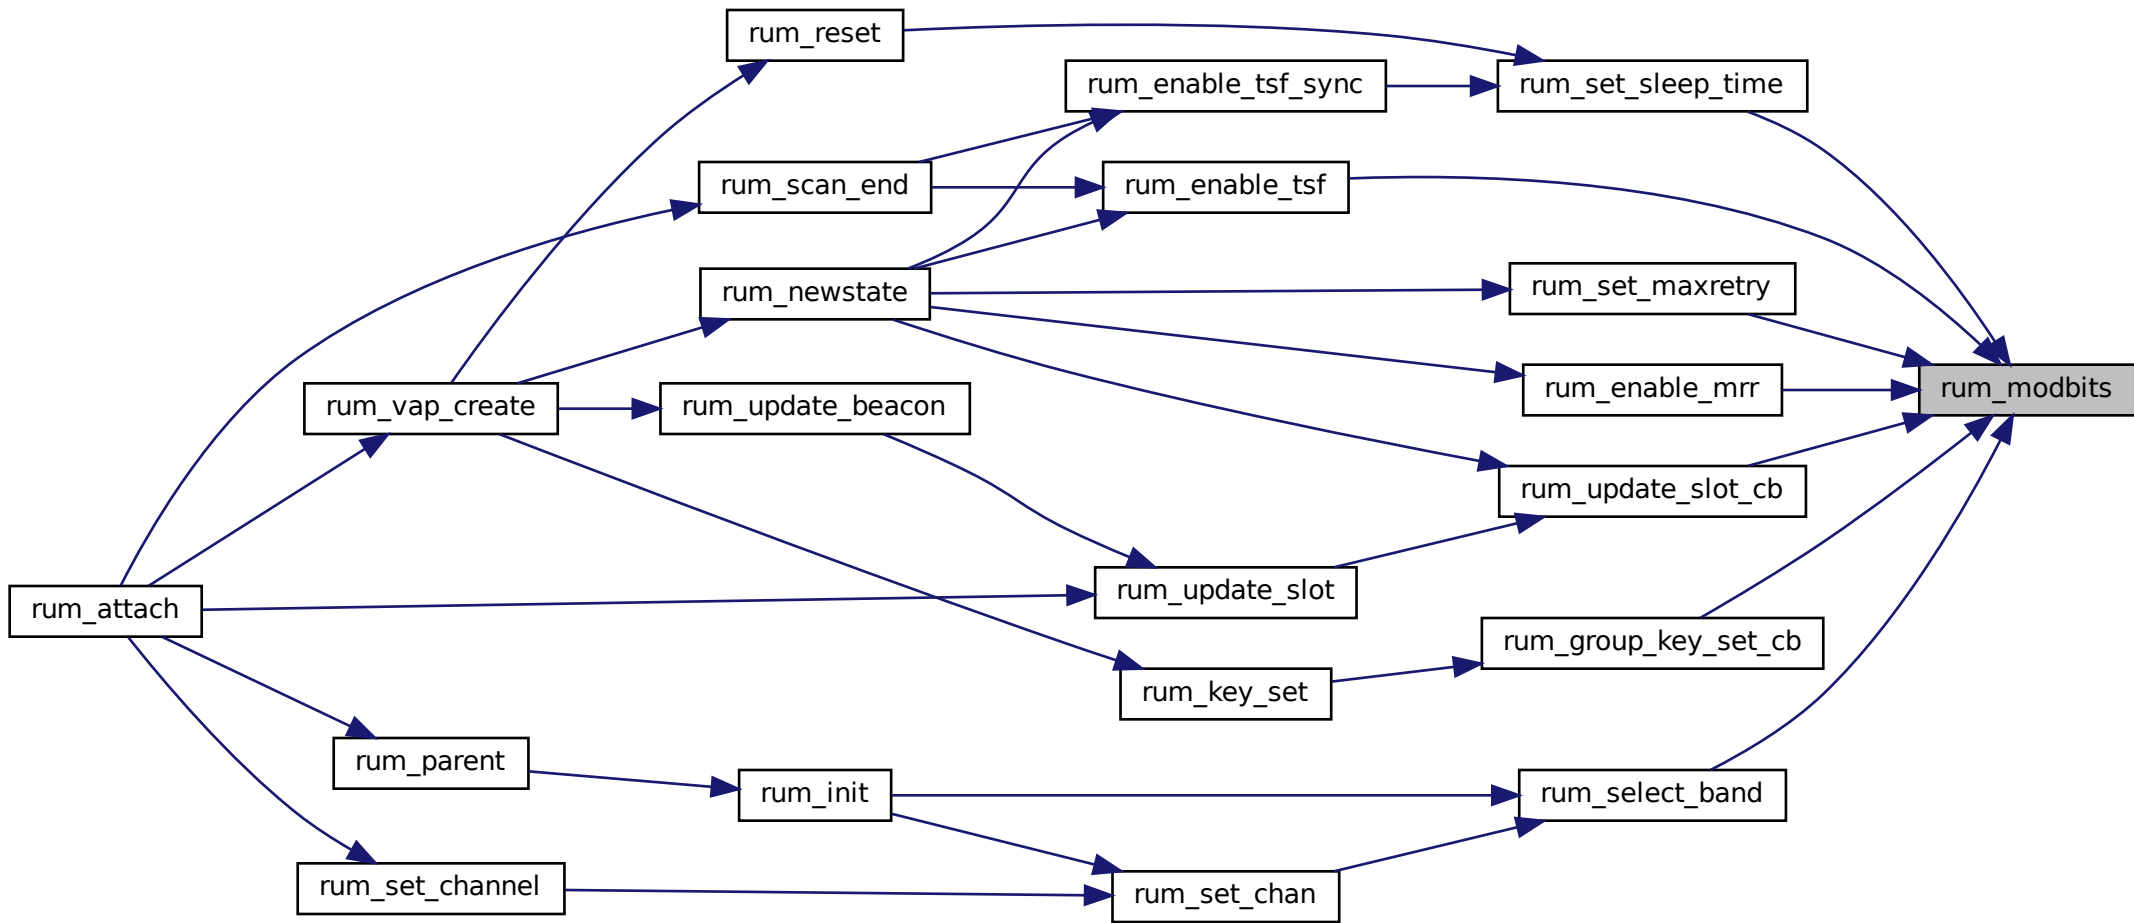 rum_reset
rum_enable_tsf_sync
rum_set_sleep_time
rum_scan_end
rum_enable_tsf
rum_newstate
rum_set_maxretry
rum_vap_create
rum_update_beacon
rum_enable_mrr
rum_modbits
rum_update_slot_cb
rum_attach
rum_update_slot
rum_group_key_set_cb
rum_key_set
rum_parent
rum_init
rum_select_band
rum_set_channel
rum_set_chan